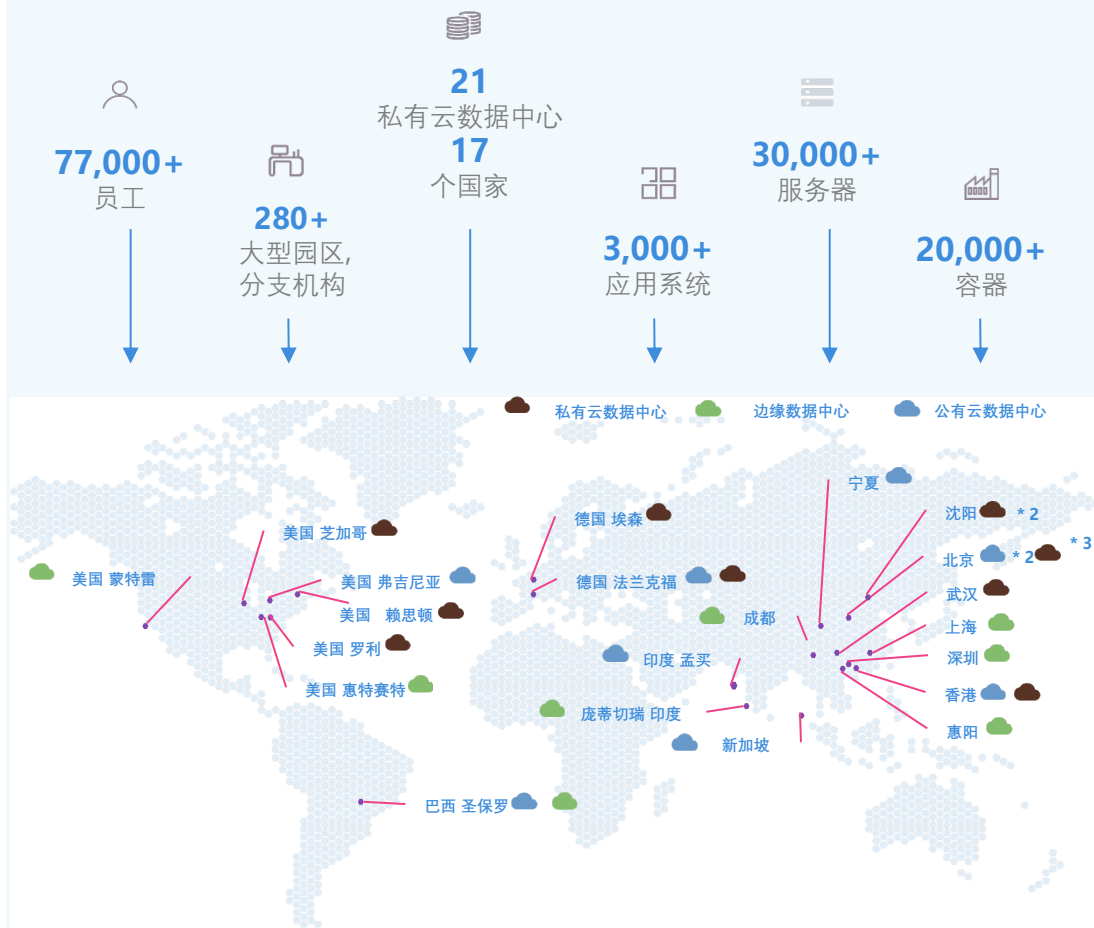 77,000+
员工
280+
大型园区,
分支机构
21
私有云数据中心
17
个国家
3,000+
应用系统
30,000+
服务器
20,000+
容器
私有云数据中心
边缘数据中心
公有云数据中心
宁夏
美国 芝加哥
德国 埃森
沈阳 * 2
北京 * 2 * 3
美国 蒙特雷
美国 弗吉尼亚
德国 法兰克福
武汉
美国 赖思顿
成都
上海
美国 罗利
印度 孟买
深圳
美国 惠特赛特
香港
庞蒂切瑞 印度
惠阳
新加坡
巴西 圣保罗